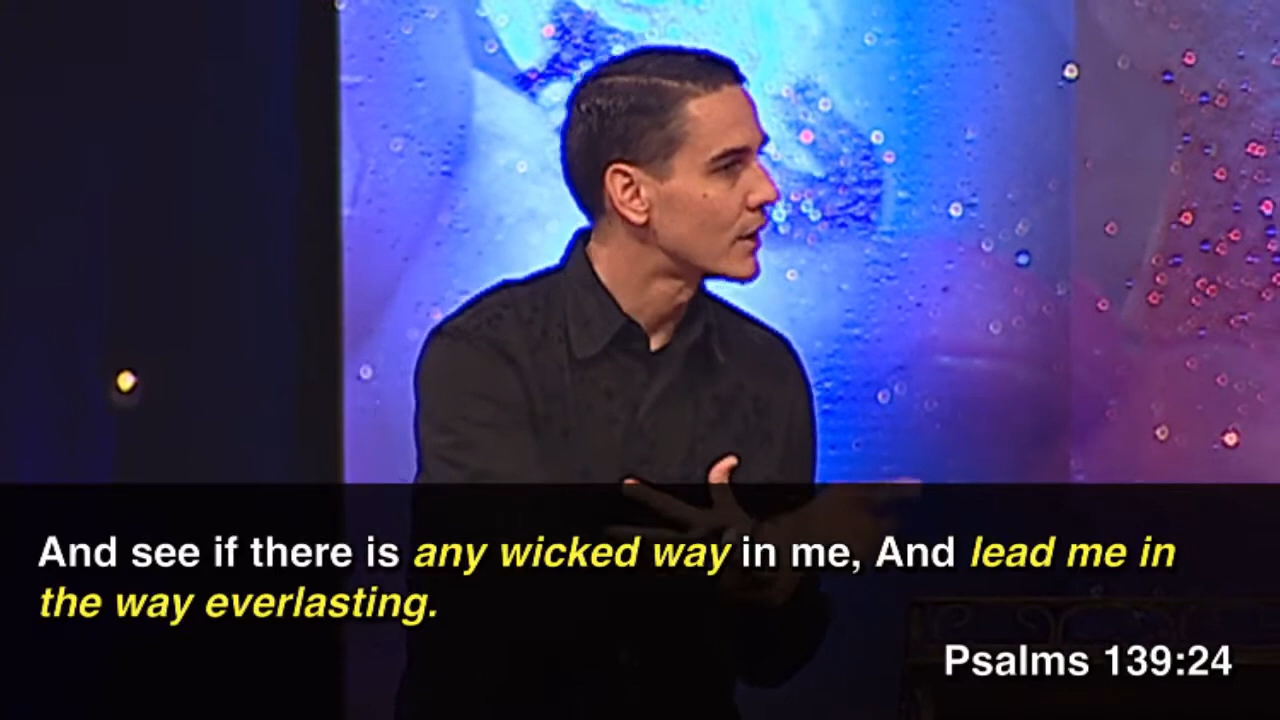 And see if there is any wicked way in me, And lead me in
the way everlasting.
Psalms 139:24